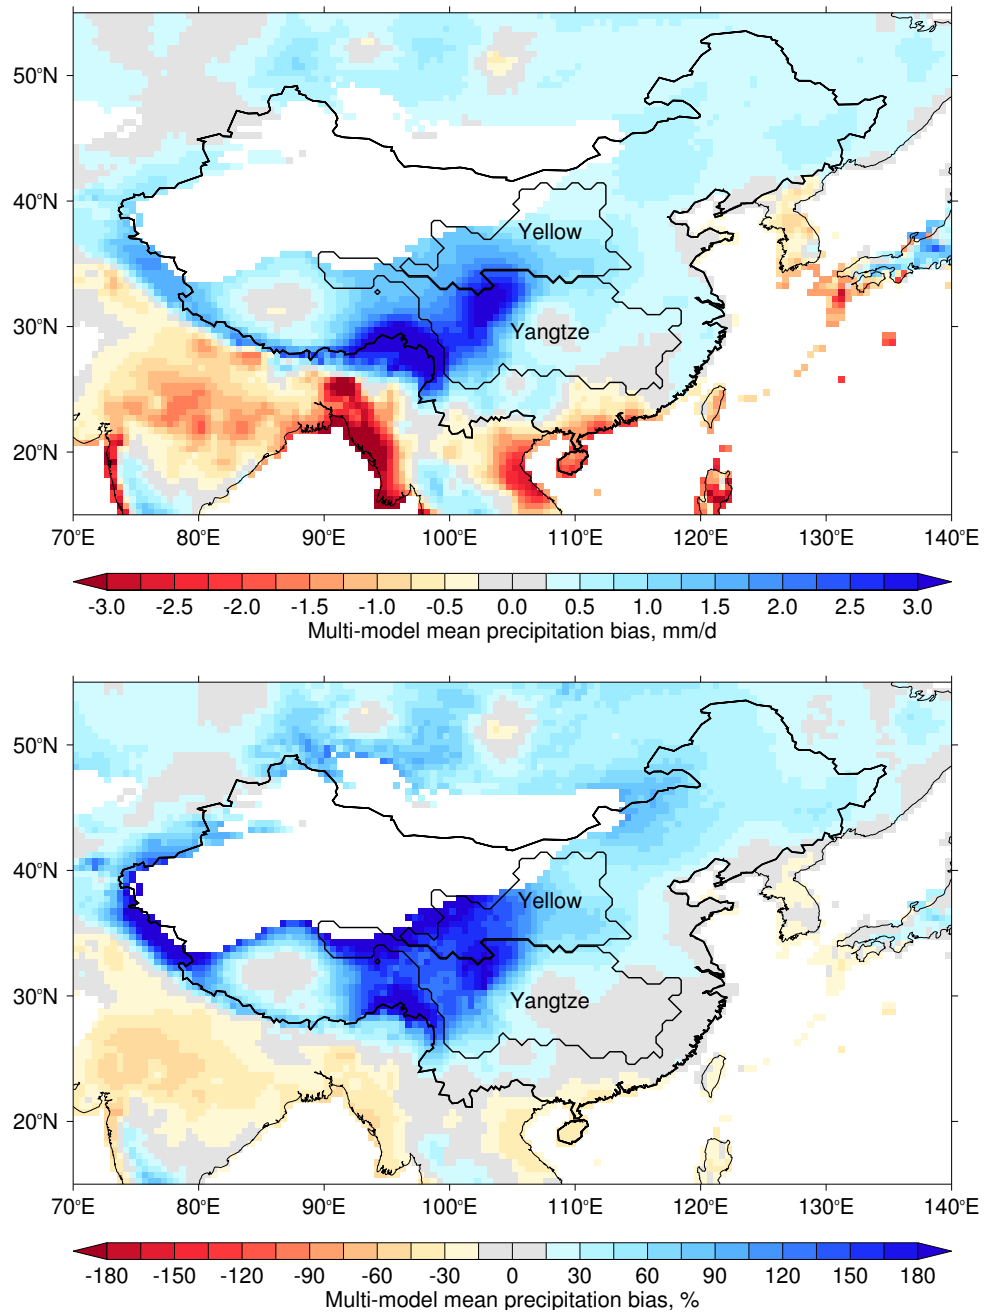 50°N
40°N
30°N
20°N
Yellow
Yangtze
70°E 80°E 90°E 100°E 110°E 120°E 130°E 140°E
-3.0 -2.5 -2.0 -1.5 -1.0 -0.5 0.0 0.5 1.0 1.5 2.0 2.5 3.0
Multi-model mean precipitation bias, mm/d
50°N
40°N
30°N
20°N
Yellow
Yangtze
70°E 80°E 90°E 100°E 110°E 120°E 130°E 140°E
-180 -150 -120 -90 -60 -30 0 30 60 90 120 150 180
Multi-model mean precipitation bias, %